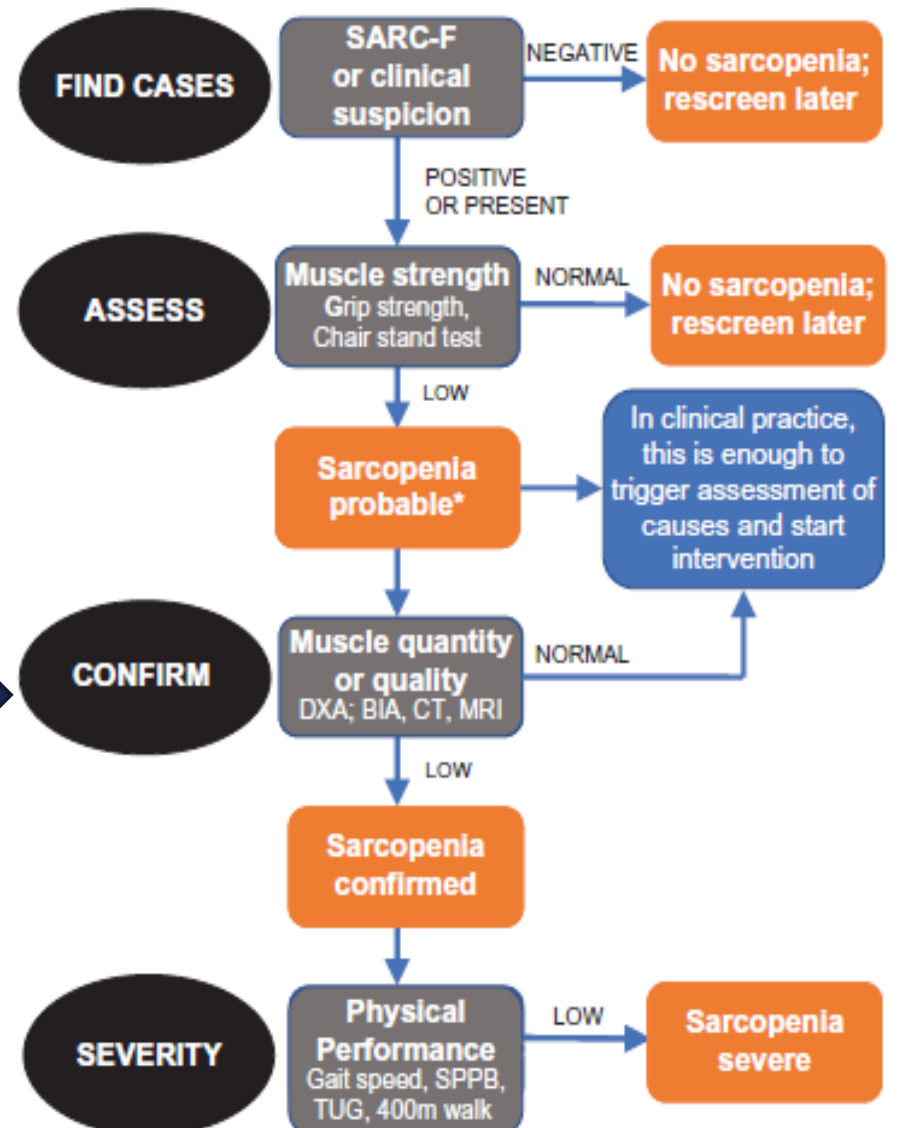 FIND CASES
SARC-F
or clinical
suspicion
NEGATIVE
No sarcopenia;
rescreen later
POSITIVE
OR PRESENT
ASSESS
Muscle strength
Grip strength,
Chair stand test
NORMAL
No sarcopenia;
rescreen later
LOW
Sarcopenia
probable*
In clinical practice,
this is enough to
trigger assessment of
causes and start
intervention
CONFIRM
Muscle quantity
or quality
DXA; BIA, CT, MRI
NORMAL
LOW
Sarcopenia
confirmed
SEVERITY
Physical
Performance
Gait speed, SPPB,
TUG, 400m walk
LOW
Sarcopenia
severe